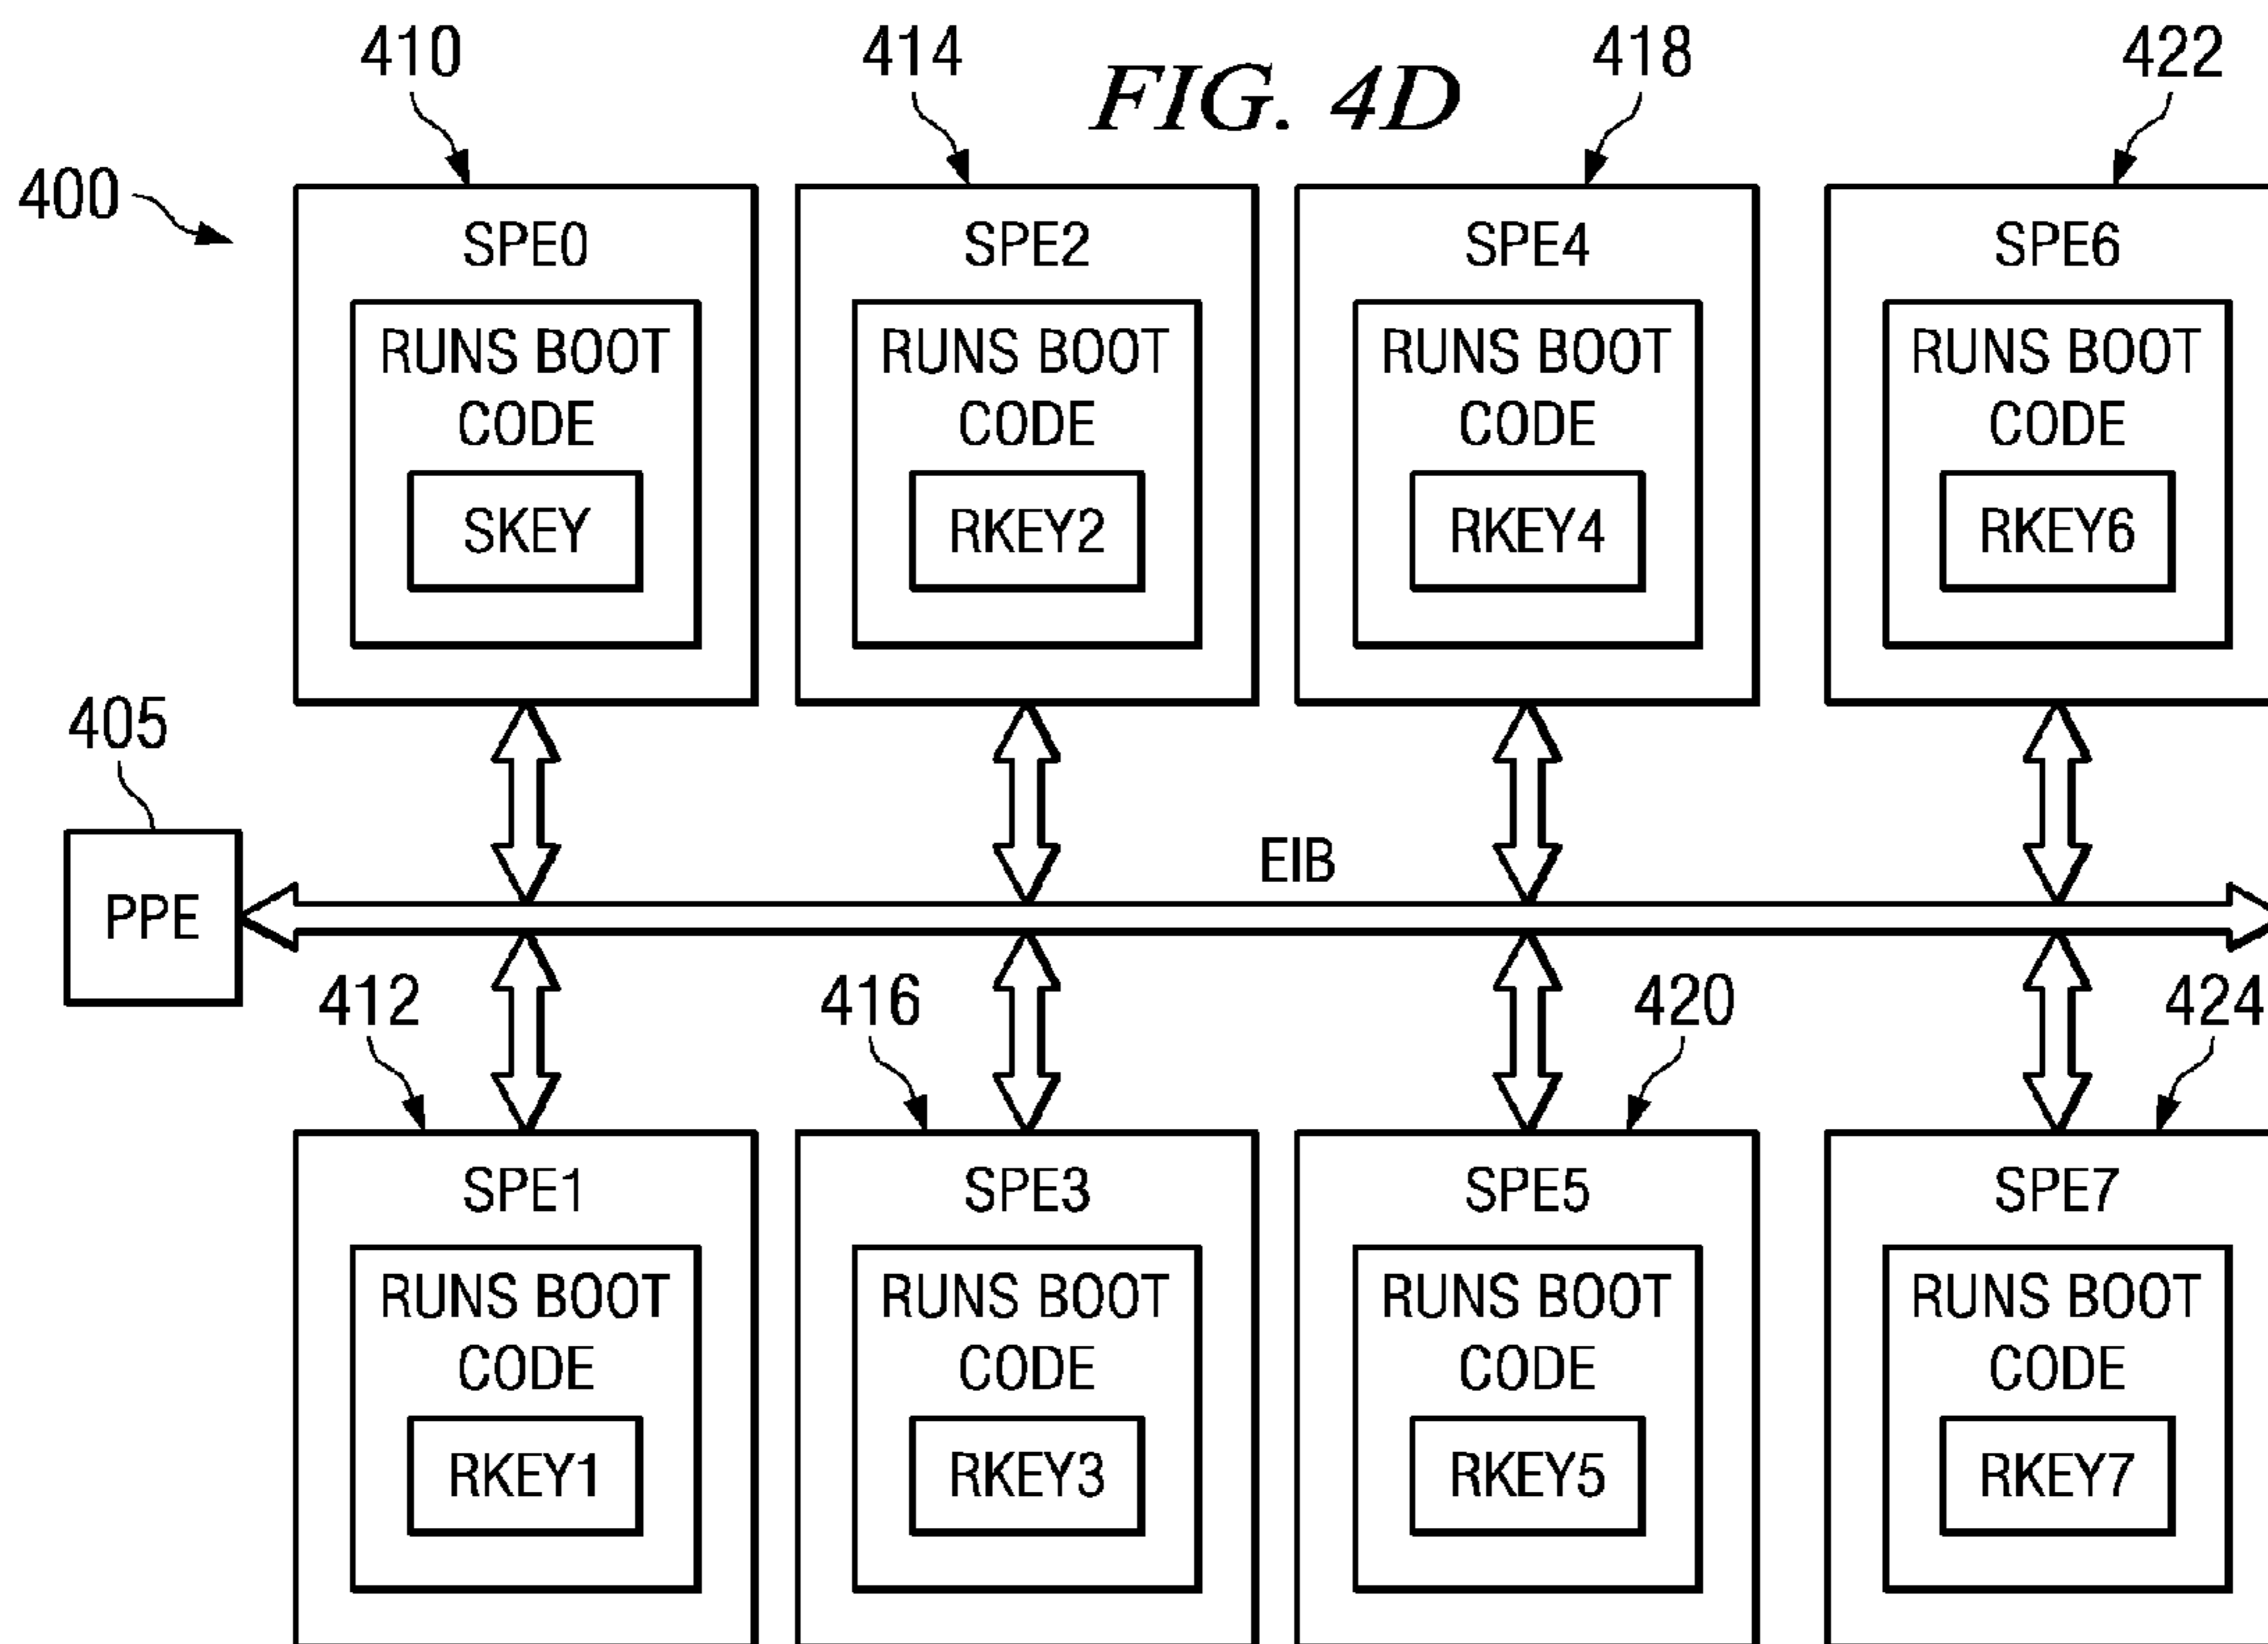 410
414
FIG. 4D
418
422
400
SPE0
SPE2
SPE4
SPE6
RUNS BOOT
CODE
SKEY
RUNS BOOT
CODE
RKEY2
RUNS BOOT
CODE
RKEY4
RUNS BOOT
CODE
RKEY6
405
PPE
EIB
412
416
420
424
SPE1
SPE3
SPE5
SPE7
RUNS BOOT
CODE
RKEY1
RUNS BOOT
CODE
RKEY3
RUNS BOOT
CODE
RKEY5
RUNS BOOT
CODE
RKEY7